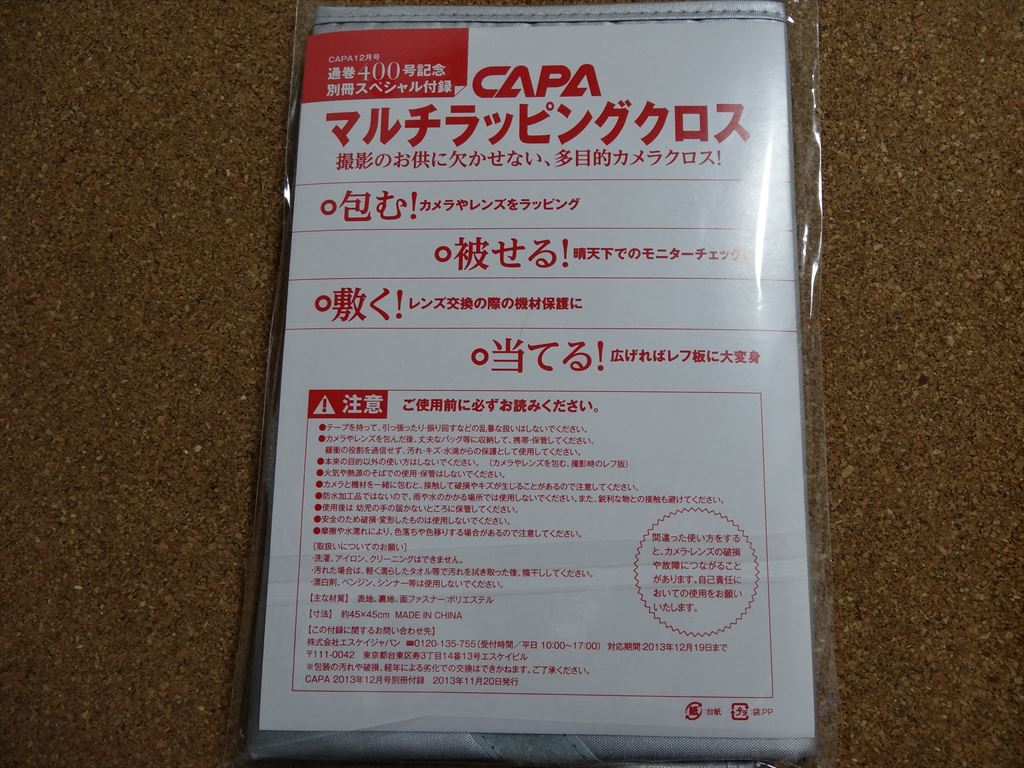 CAPA12月号
通巻400号記念
別冊スペシャル付録
CAPA
マルチラッピングクロス
撮影のお供に欠かせない、多目的カメラクロス!
包む!カメラやレンズをラッピング
被せる!晴天下でのモニターチェックに
敷く!レンズ交換の際の機材保護に
当てる!広げればレフ板に大変身
注意 ご使用前に必ずお読みください。
●テープを持って、引っ張ったり・振り回すなどの乱暴な扱いはしないでください。
●カメラやレンズを包んだ後、丈夫なバッグ等に収納して、携帯・保管してください。
緩衝の役割を過信せず、汚れ・キズ・水滴からの保護として使用してください。
●本来の目的以外の使い方はしないでください。(カメラやレンズを包む、撮影時のレフ版)
●火気や熱源のそばでの使用・保管はしないでください。
●カメラと機材を一緒に包むと、接触して破損やキズが生じることがあるので注意してください。
●防水加工品ではないので、雨や水のかかる場所では使用しないでください。また、鋭利な物との接触も避けてください。
●使用後は 幼児の手の届かないところに保管してください。
●安全のため破損・変形したものは使用しないでください。
●摩擦や水濡れにより、色落ちや色移りする場合があるので注意してください。
[取扱いについてのお願い]
・洗濯、アイロン、クリーニングはできません。
・汚れた場合は、軽く濡らしたタオル等で汚れを拭き取った後、陰干ししてください。
・漂白剤、ベンジン、シンナー等は使用しないでください。
間違った使い方をする
と、カメラ・レンズの破損
や故障につながること
があります。自己責任に
おいての使用をお願い
いたします。
【主な材質】 表地、裏地、面ファスナー:ポリエステル
【寸法】 約45×45cm MADE IN CHINA
【この付録に関するお問い合わせ先】
株式会社エスケイジャパン 0120-135-755(受付時間/平日 10:00~17:00) 対応期間:2013年12月19日まで
〒111-0042 東京都台東区寿3丁目14番13号エスケイビル
※包装の汚れや破損、経年による劣化での交換はできかねます。ご了承ください。
CAPA 2013年12月号別冊付録 2013年11月20日発行
紙 :台紙 プラ :袋:PP